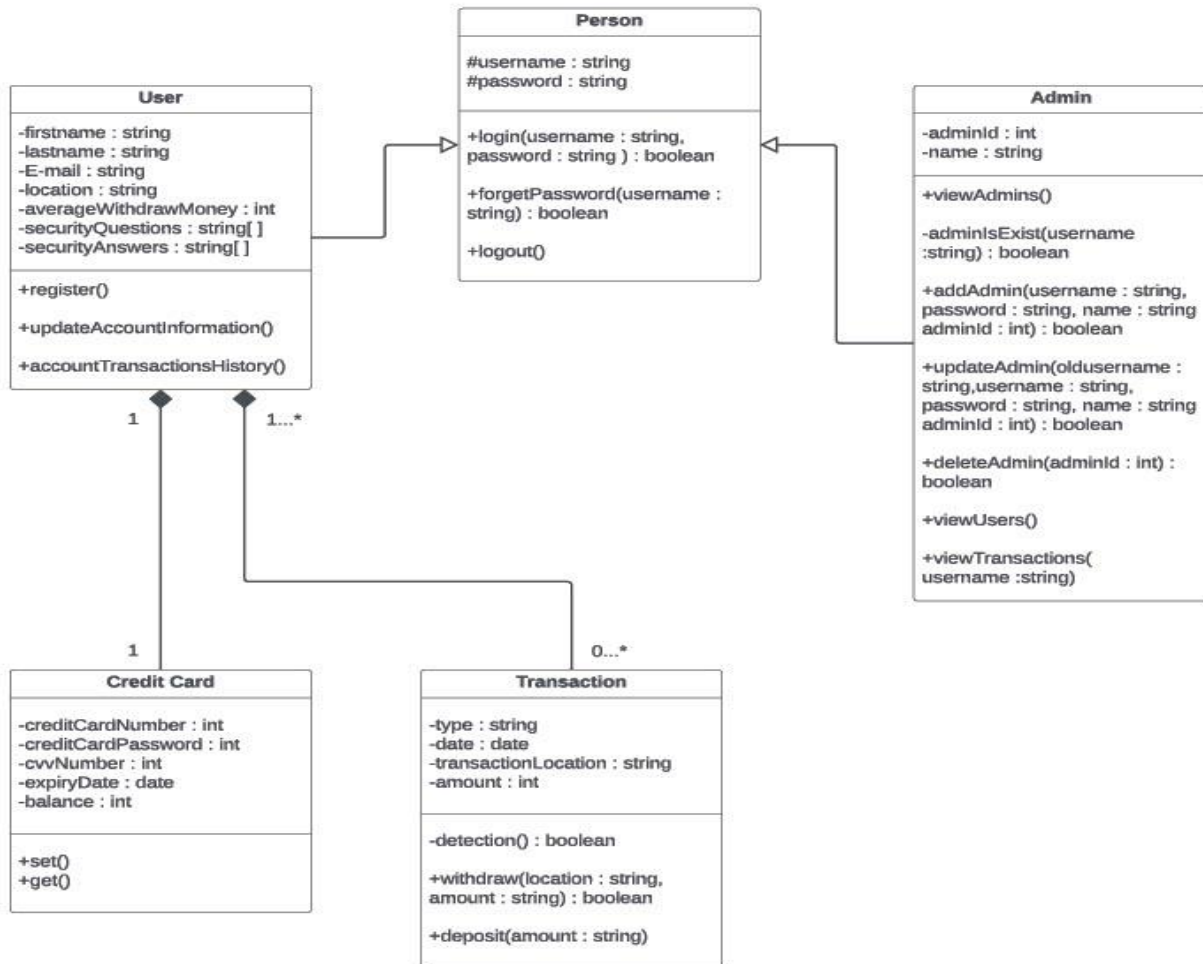 Person
#username : string
#password : string
+login(username : string,
password : string ) : boolean
+forgetPassword(username :
string) : boolean
+logout()
User
-firstname : string
-lastname : string
-E-mail : string
-location : string
-averageWithdrawMoney : int
-securityQuestions : string[ ]
-securityAnswers : string[ ]
+register()
+updateAccountInformation()
+accountTransactionsHistory()
Admin
-adminId : int
-name : string
+viewAdmins()
-adminIsExist(username
:string) : boolean
+addAdmin(username : string,
password : string, name : string
adminId : int) : boolean
+updateAdmin(oldusername :
string,username : string,
password : string, name : string
adminId : int) : boolean
+deleteAdmin(adminId : int) :
boolean
+viewUsers()
+viewTransactions(
username :string)
1
1...*
1
0...*
Credit Card
-creditCardNumber : int
-creditCardPassword : int
-cvvNumber : int
-expiryDate : date
-balance : int
+set()
+get()
Transaction
-type : string
-date : date
-transactionLocation : string
-amount : int
-detection() : boolean
+withdraw(location : string,
amount : string) : boolean
+deposit(amount : string)